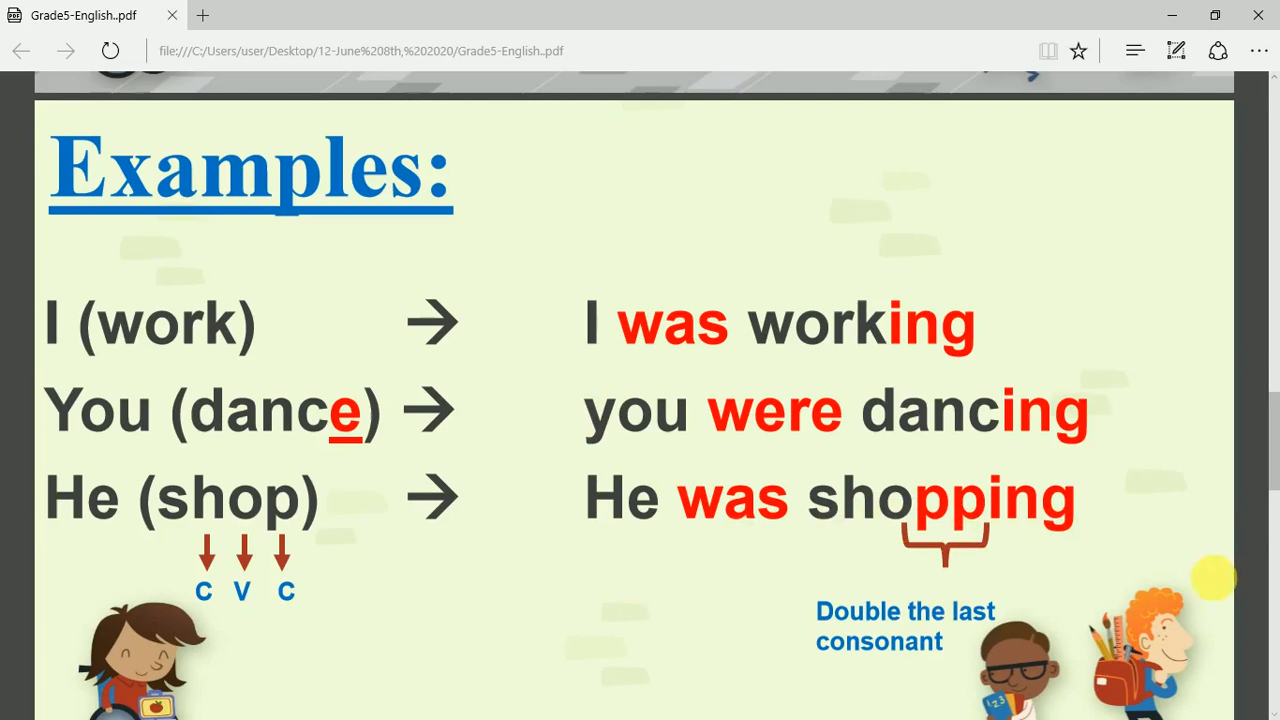 Grade5-English..pdf
file:///C:/Users/user/Desktop/12-June%208th,%202020/Grade5-English..pdf
Examples:
I (work) → I was working
You (dance) → you were dancing
He (shop) → He was shopping
C V C
Double the last
consonant
123